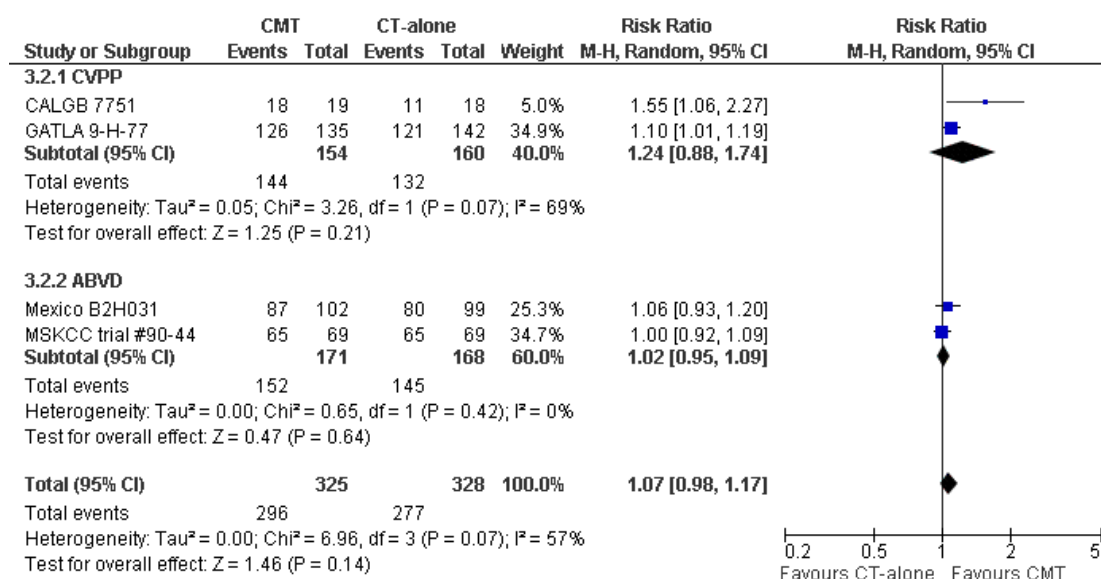 CMT CT-alone Risk Ratio Risk Ratio
Study or Subgroup Events Total Events Total Weight M-H, Random, 95% CI M-H, Random, 95% CI
3.2.1 CVPP
CALGB 7751 18 19 11 18 5.0% 1.55 [1.06, 2.27]
GATLA 9-H-77 126 135 121 142 34.9% 1.10 [1.01, 1.19]
Subtotal (95% CI) 154 160 40.0% 1.24 [0.88, 1.74]
Total events 144 132
Heterogeneity: Tau² = 0.05; Chi² = 3.26, df = 1 (P = 0.07); I² = 69%
Test for overall effect: Z = 1.25 (P = 0.21)
3.2.2 ABVD
Mexico B2H031 87 102 80 99 25.3% 1.06 [0.93, 1.20]
MSKCC trial #90-44 65 69 65 69 34.7% 1.00 [0.92, 1.09]
Subtotal (95% CI) 171 168 60.0% 1.02 [0.95, 1.09]
Total events 152 145
Heterogeneity: Tau² = 0.00; Chi² = 0.65, df = 1 (P = 0.42); I² = 0%
Test for overall effect: Z = 0.47 (P = 0.64)
Total (95% CI) 325 328 100.0% 1.07 [0.98, 1.17]
Total events 296 277
Heterogeneity: Tau² = 0.00; Chi² = 6.96, df = 3 (P = 0.07); I² = 57%
Test for overall effect: Z = 1.46 (P = 0.14)
0.2 0.5 1 2 5
Favours CT-alone Favours CMT